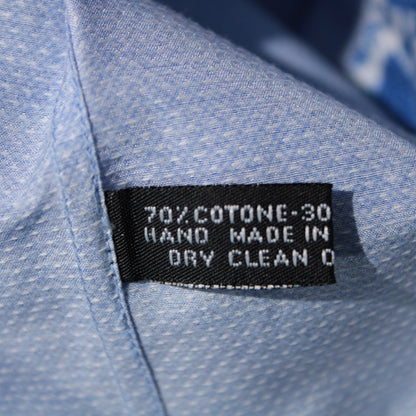 70%COTONE-30
HAND MADE IN
DRY CLEAN O